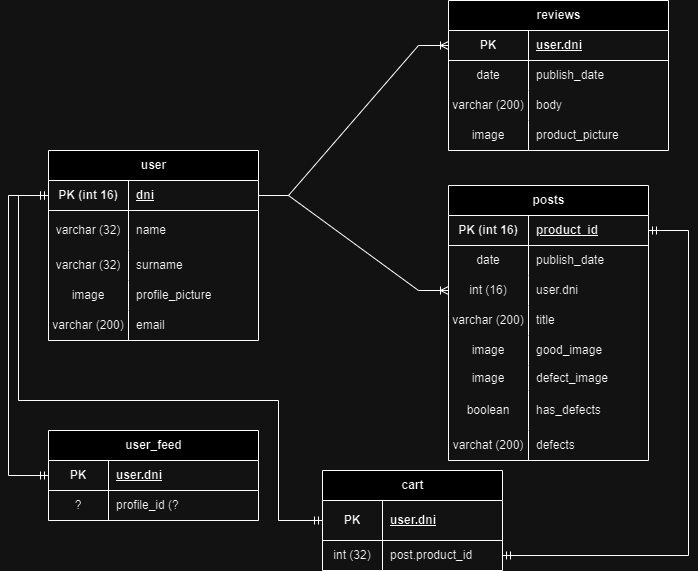 reviews
PK user.dni
date publish_date
varchar (200) body
image product_picture
user
PK (int 16) dni
varchar (32) name
varchar (32) surname
image profile_picture
varchar (200) email
posts
PK (int 16) product_id
date publish_date
int (16) user.dni
varchar (200) title
image good_image
image defect_image
boolean has_defects
varchat (200) defects
user_feed
PK user.dni
? profile_id (?
cart
PK user.dni
int (32) post.product_id